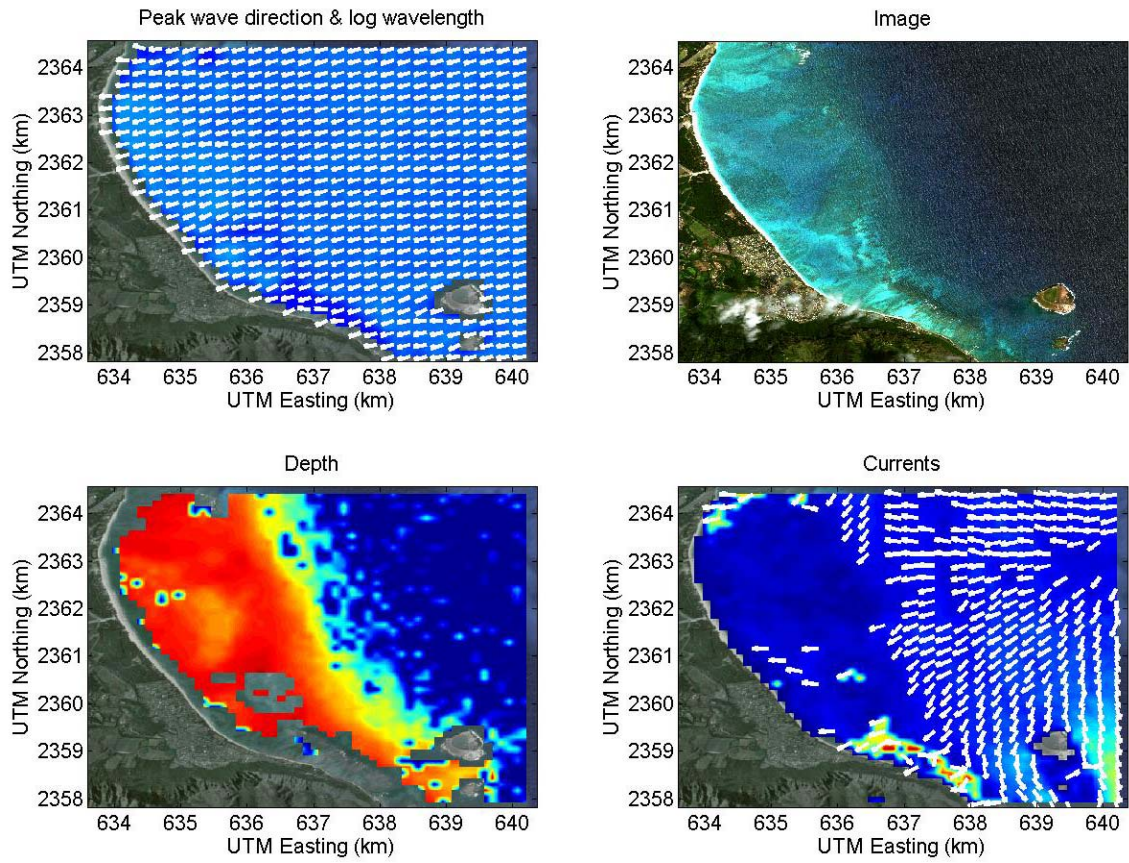 Peak wave direction & log wavelength
2364
2363
2362
2361
2360
2359
2358
UTM Northing (km)
634 635 636 637 638 639 640
UTM Easting (km)
Image
2364
2363
2362
2361
2360
2359
2358
UTM Northing (km)
634 635 636 637 638 639 640
UTM Easting (km)
Depth
2364
2363
2362
2361
2360
2359
2358
UTM Northing (km)
634 635 636 637 638 639 640
UTM Easting (km)
Currents
2364
2363
2362
2361
2360
2359
2358
UTM Northing (km)
634 635 636 637 638 639 640
UTM Easting (km)